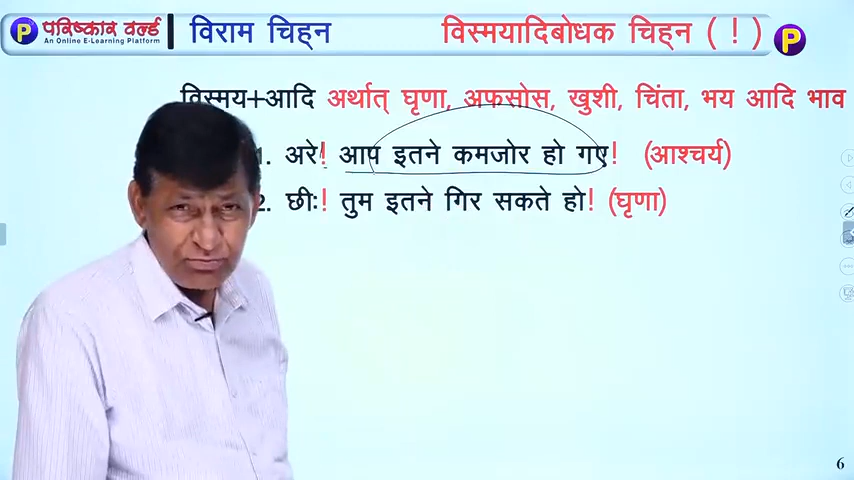 परिष्कार वर्ल्ड
An Online E-Learning Platform
विराम चिह्न
विस्मयादिबोधक चिह्न ( ! )
विस्मय+आदि अर्थात् घृणा, अफसोस, खुशी, चिंता, भय आदि भाव
1. अरे! आप इतने कमजोर हो गए! (आश्चर्य)
2. छीः! तुम इतने गिर सकते हो! (घृणा)
6